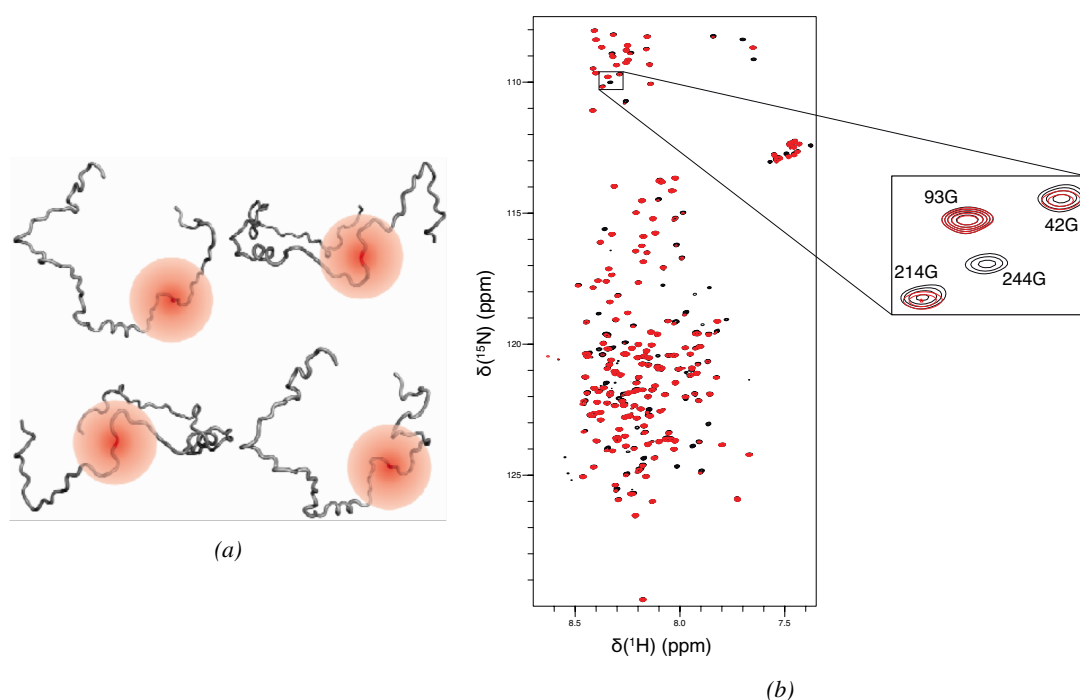 (a)
110
115
120
125
δ(¹⁵N) (ppm)
8.5
8.0
7.5
δ(¹H) (ppm)
93G
42G
214G
244G
(b)